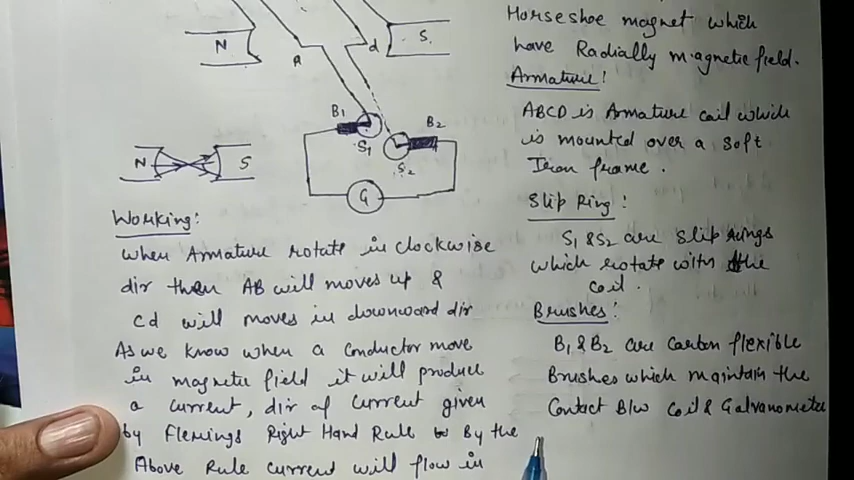 N
S
A
d
B1
B2
S1
S2
G
N
S
Working:
when Armature rotate in clockwise
dir then AB will moves up &
cd will moves in downward dir
As we know when a conductor move
in magnetic field it will produce
a current, dir of current given
by Flemings Right Hand Rule By the
Above Rule current will flow in
Horseshoe magnet which
have Radially magnetic field.
Armature:
ABCD is Armature coil which
is mounted over a soft
Iron frame.
Slip Ring:
S1 & S2 are slip rings
which rotate with the
coil.
Brushes:
B1 & B2 are carbon flexible
Brushes which maintain the
Contact B/w coil & Galvanometer